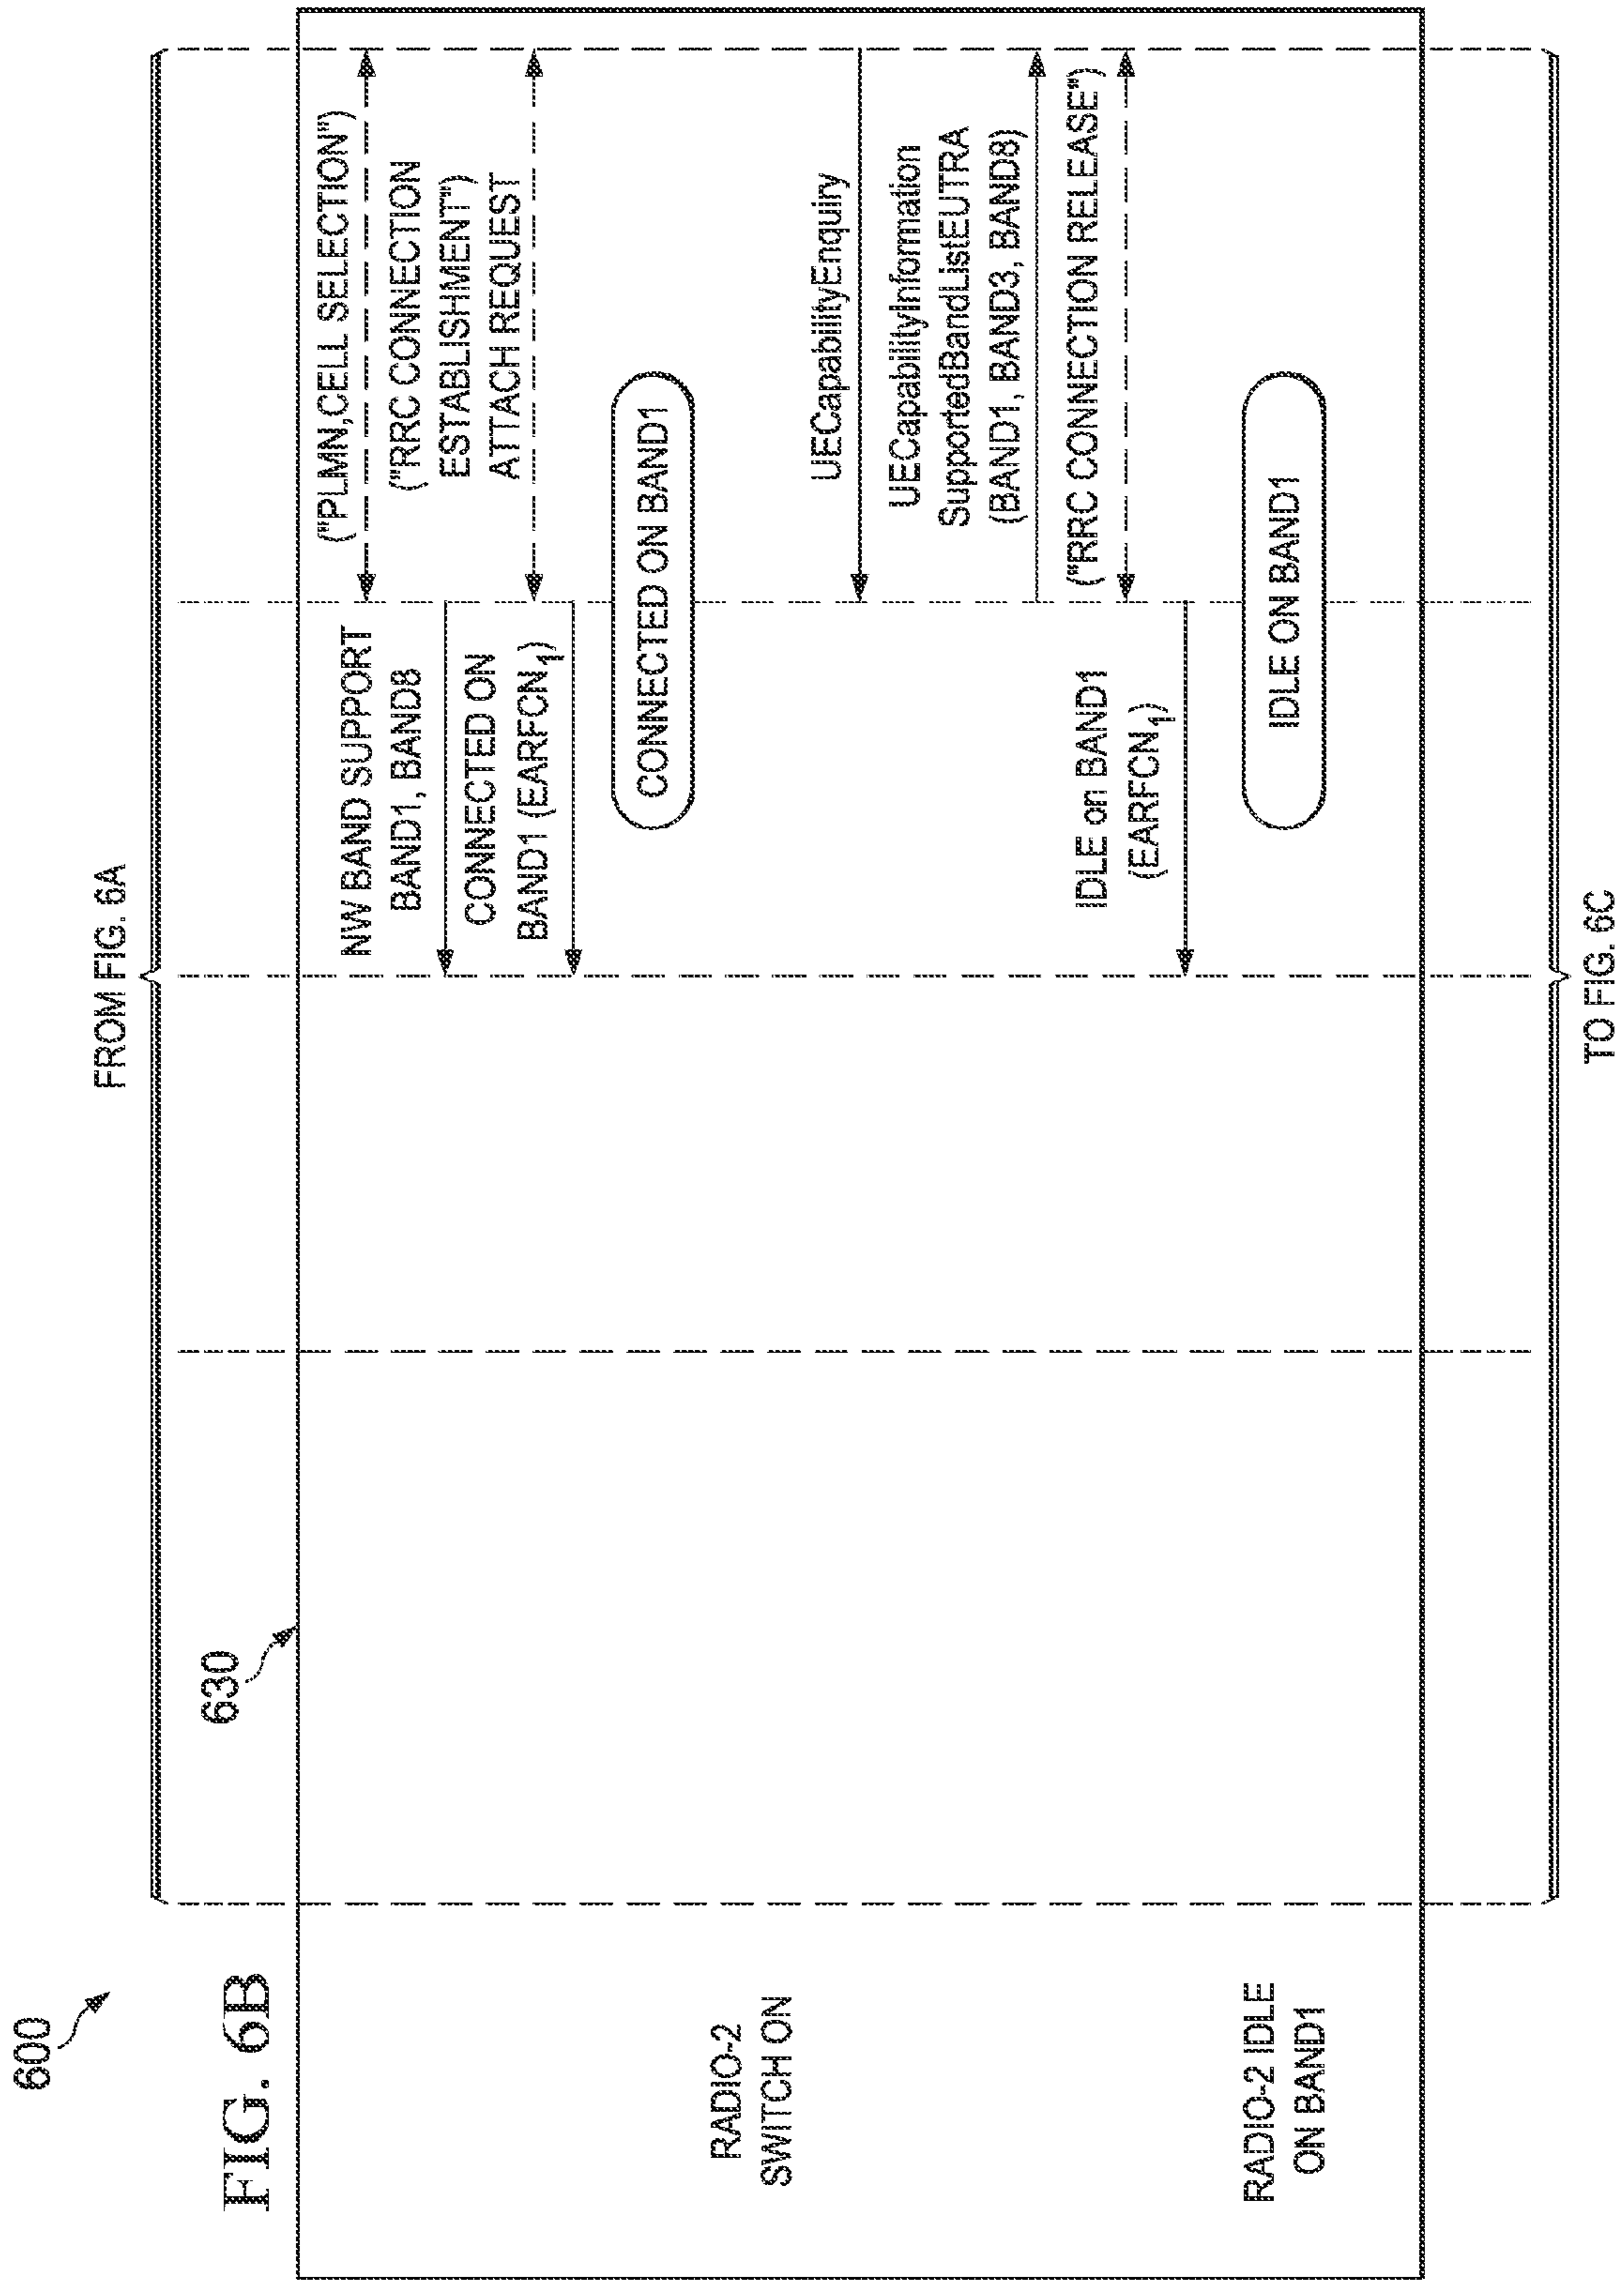 600
FIG. 6B
FROM FIG. 6A
630
("PLMN,CELL SELECTION")
NW BAND SUPPORT
BAND1, BAND8
("RRC CONNECTION
ESTABLISHMENT")
ATTACH REQUEST
CONNECTED ON
BAND1 (EARFCN1)
CONNECTED ON BAND1
RADIO-2
SWITCH ON
UECapabilityEnquiry
UECapabilityInformation
SupportedBandListEUTRA
(BAND1, BAND3, BAND8)
("RRC CONNECTION RELEASE")
IDLE on BAND1
(EARFCN1)
RADIO-2 IDLE
ON BAND1
IDLE ON BAND1
TO FIG. 6C